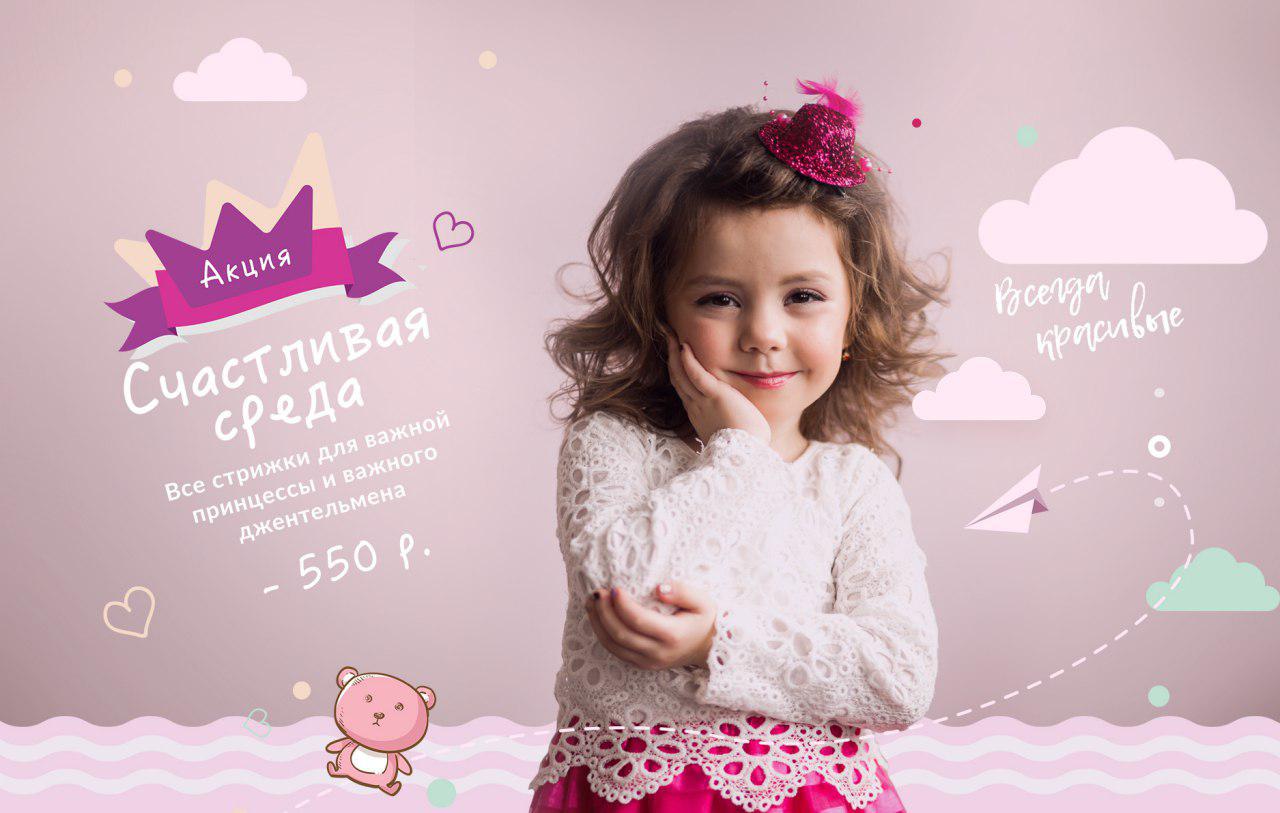 Акция
Счастливая
среда
Все стрижки для важной
принцессы и важного
джентельмена
- 550 р.
Всегда
красивые